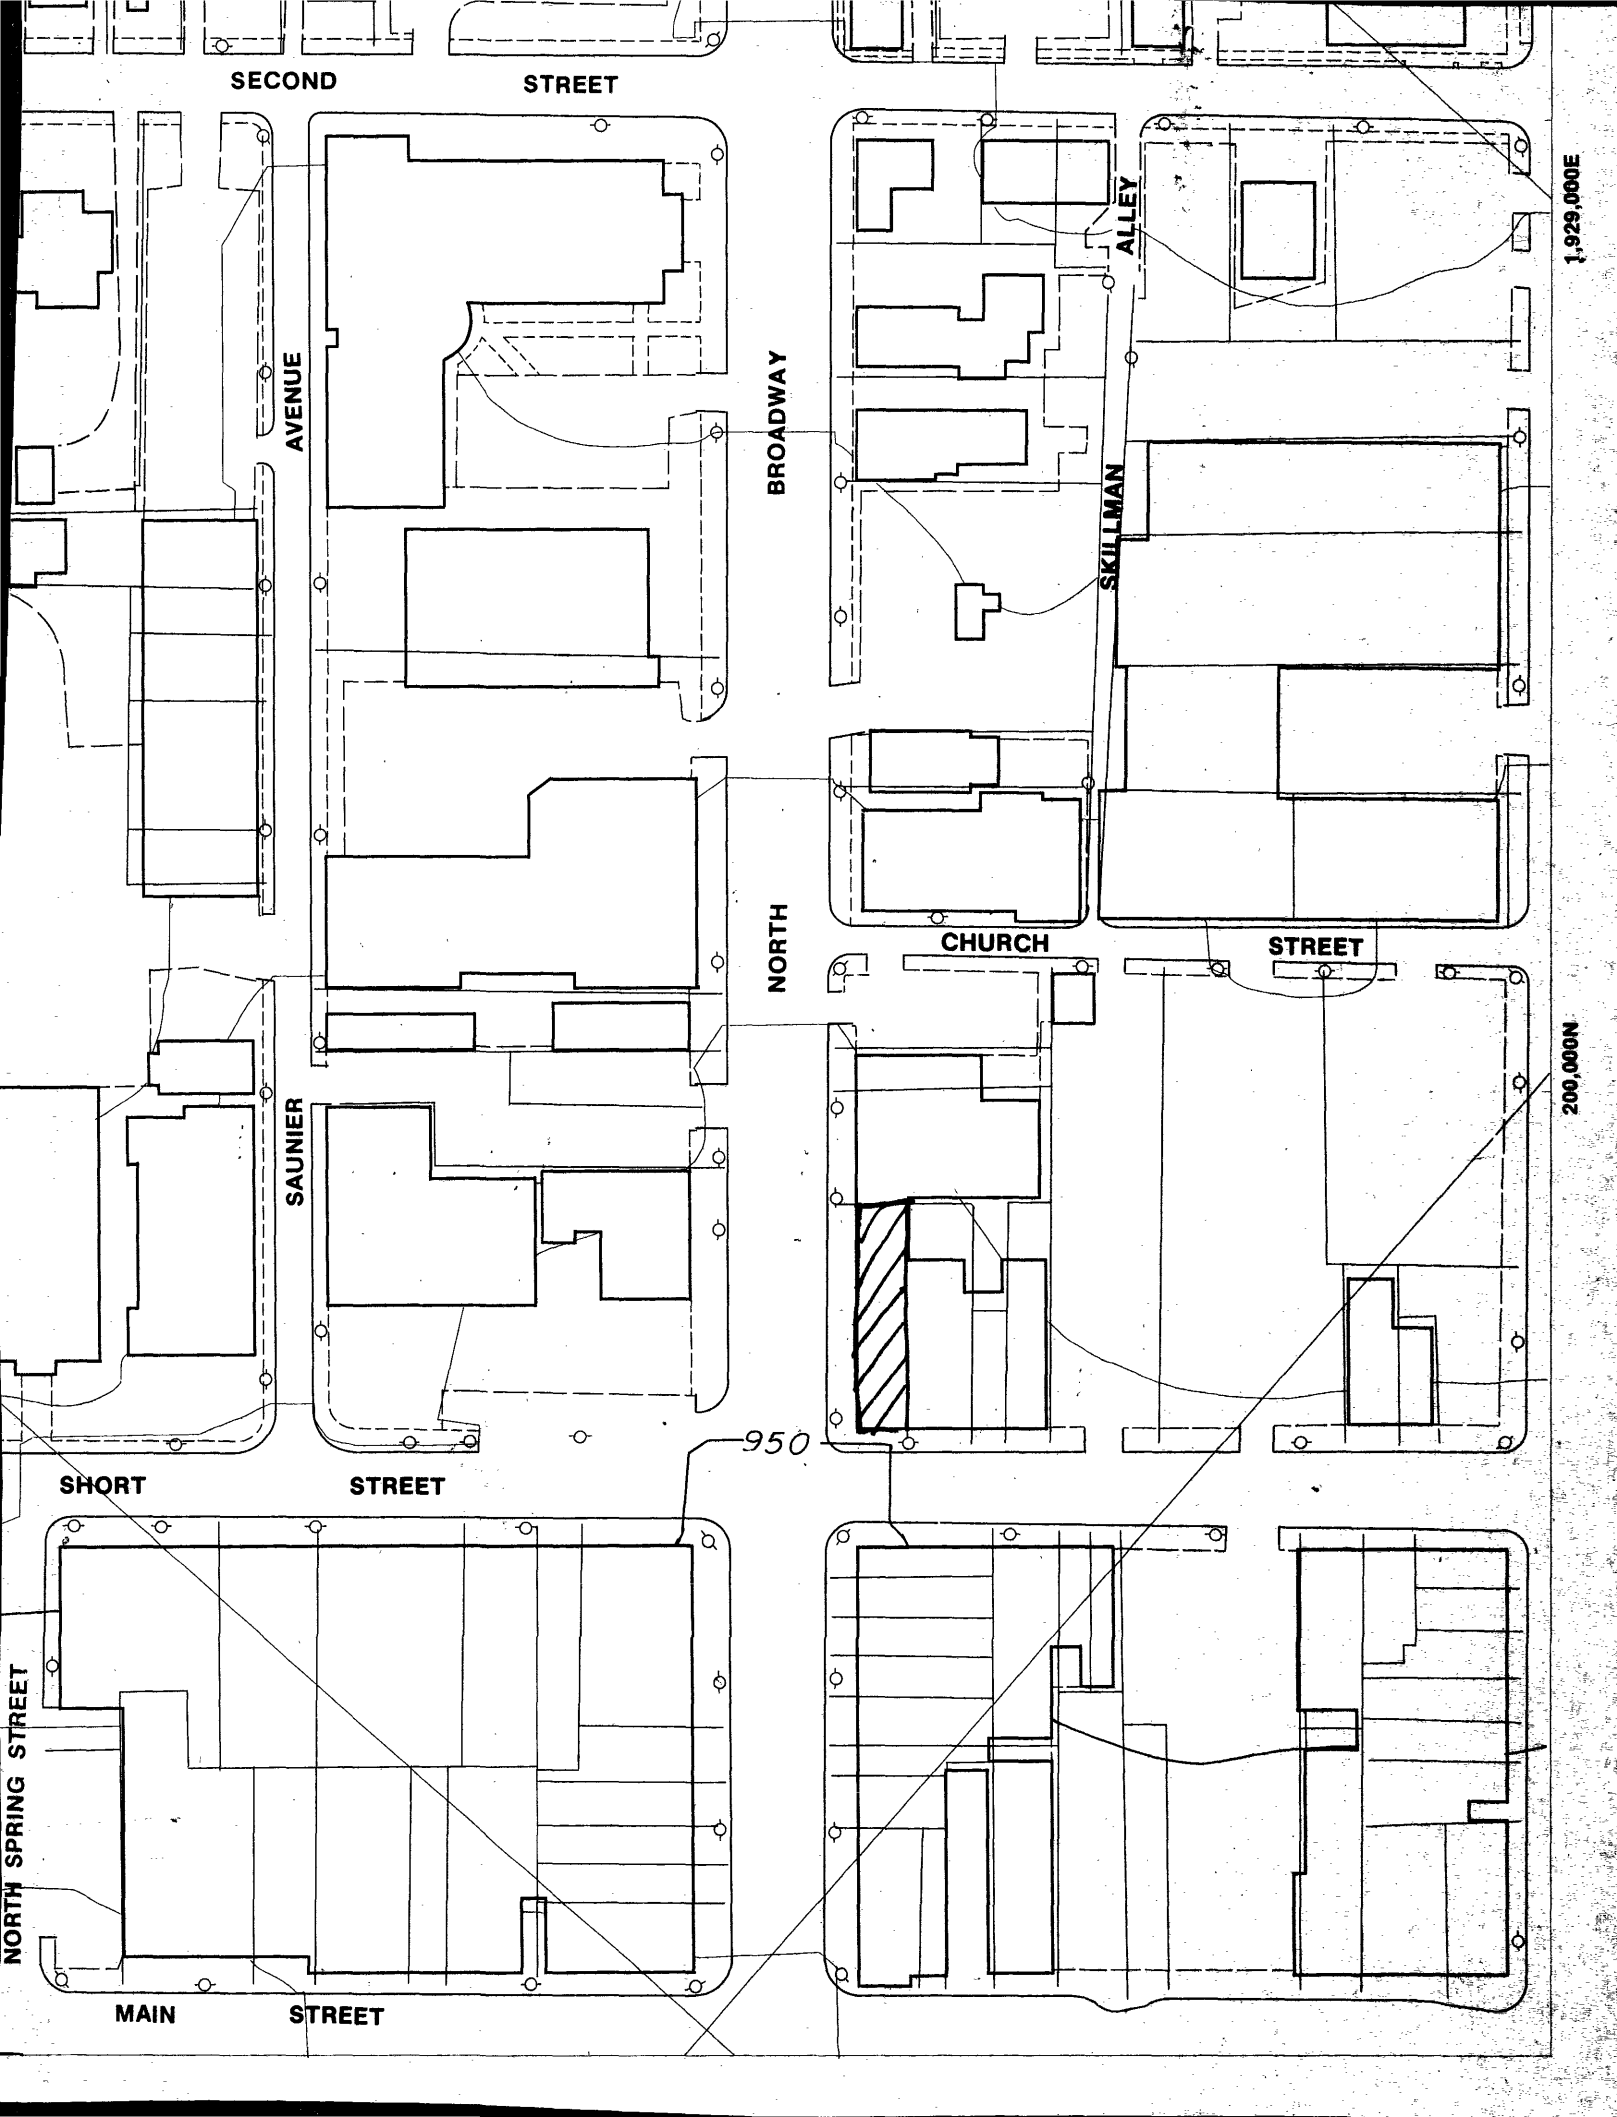 SECOND STREET
1,929,000E
ALLEY
AVENUE
BROADWAY
SKILLMAN
NORTH
CHURCH STREET
200,000N
SAUNIER
950
SHORT STREET
NORTH SPRING STREET
MAIN STREET